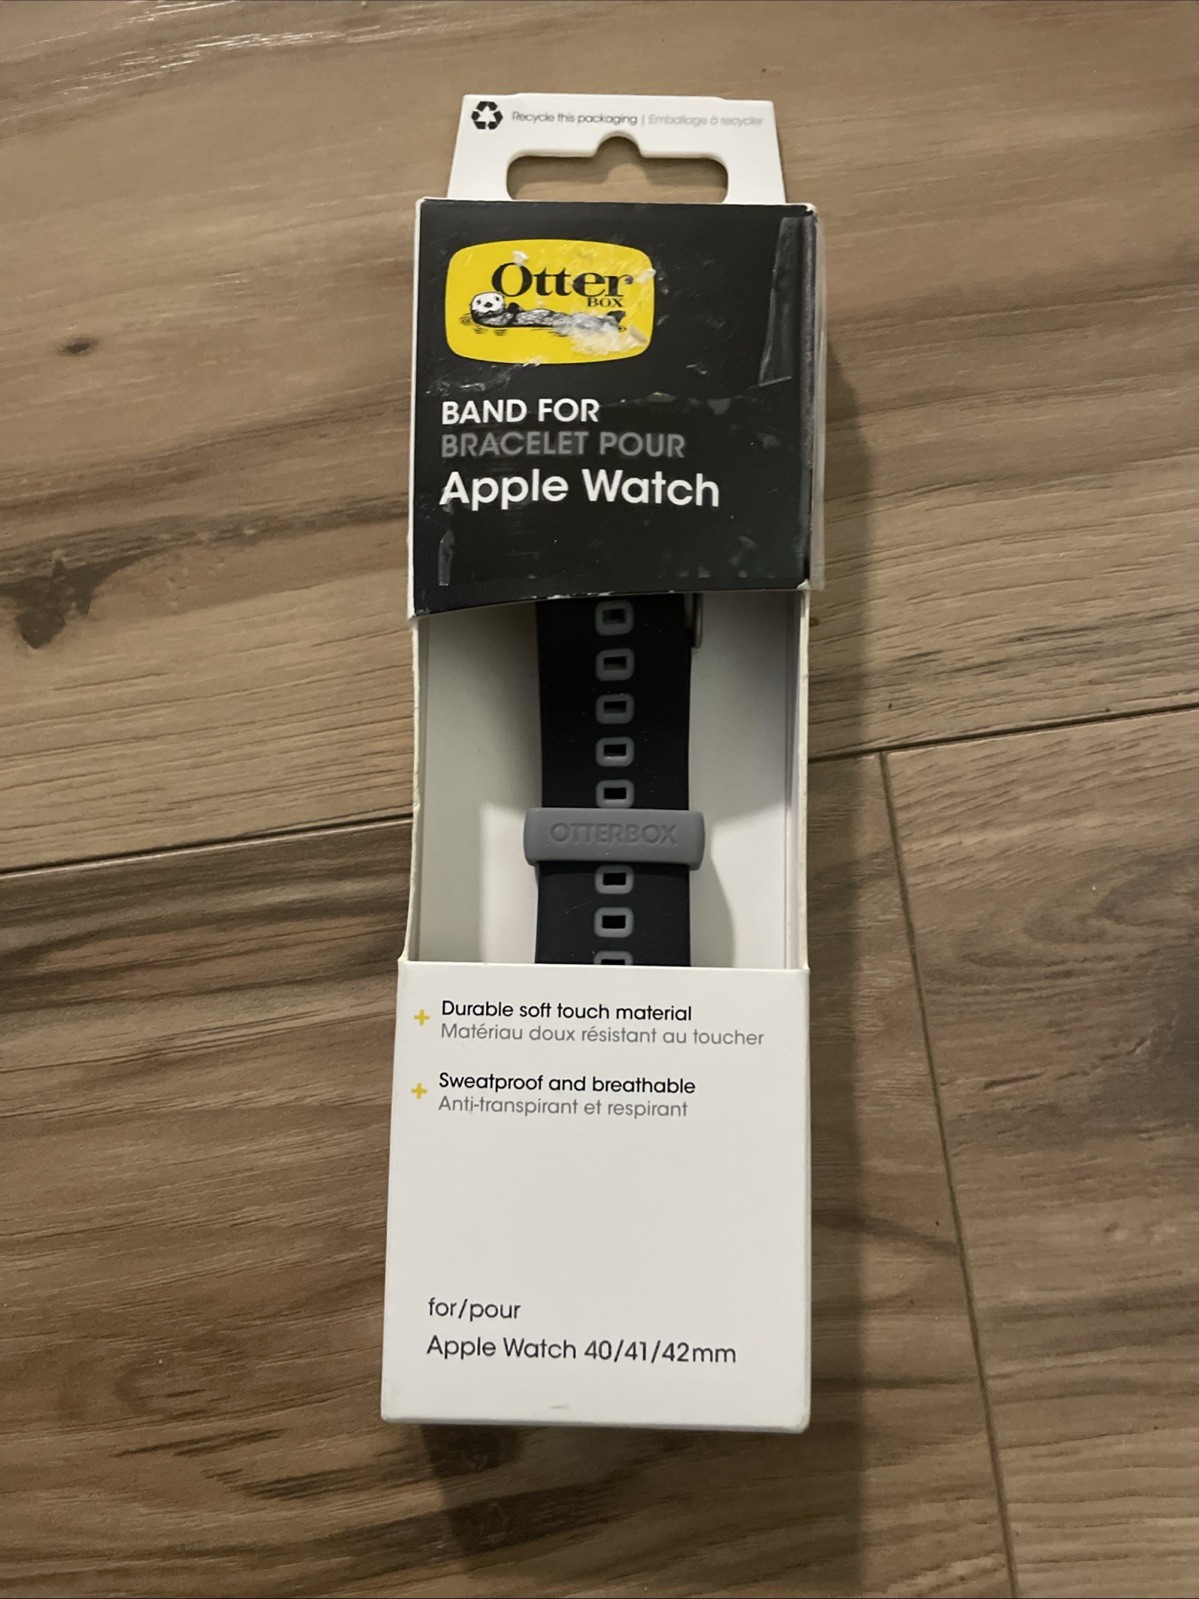 Recycle this packaging | Emballage à recycler
Otter
BOX
BAND FOR
BRACELET POUR
Apple Watch
OTTERBOX
Durable soft touch material
Matériau doux résistant au toucher
Sweatproof and breathable
Anti-transpirant et respirant
for/pour
Apple Watch 40/41/42mm